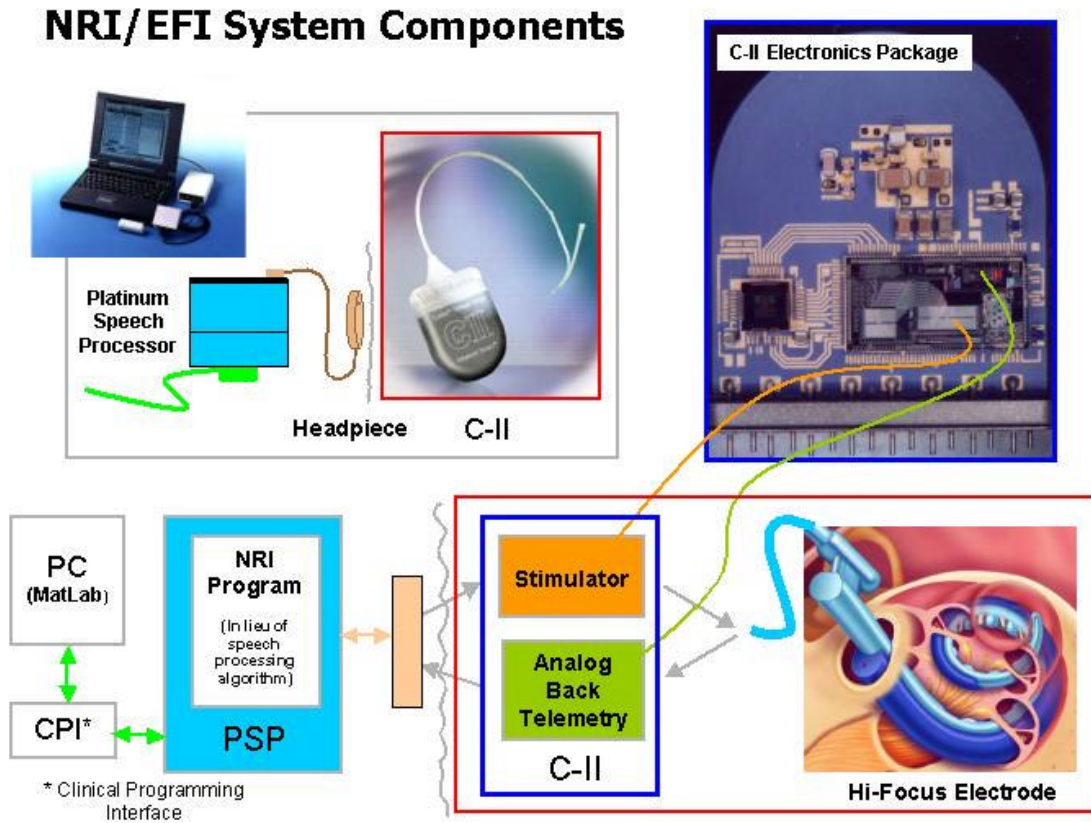 NRI/EFI System Components
C-II Electronics Package
Platinum
Speech
Processor
C-II
Headpiece
C-II
PC
(MatLab)
NRI
Program
(In lieu of
speech
processing
algorithm)
Stimulator
Analog
Back
Telemetry
CPI*
PSP
C-II
* Clinical Programming
Interface
Hi-Focus Electrode